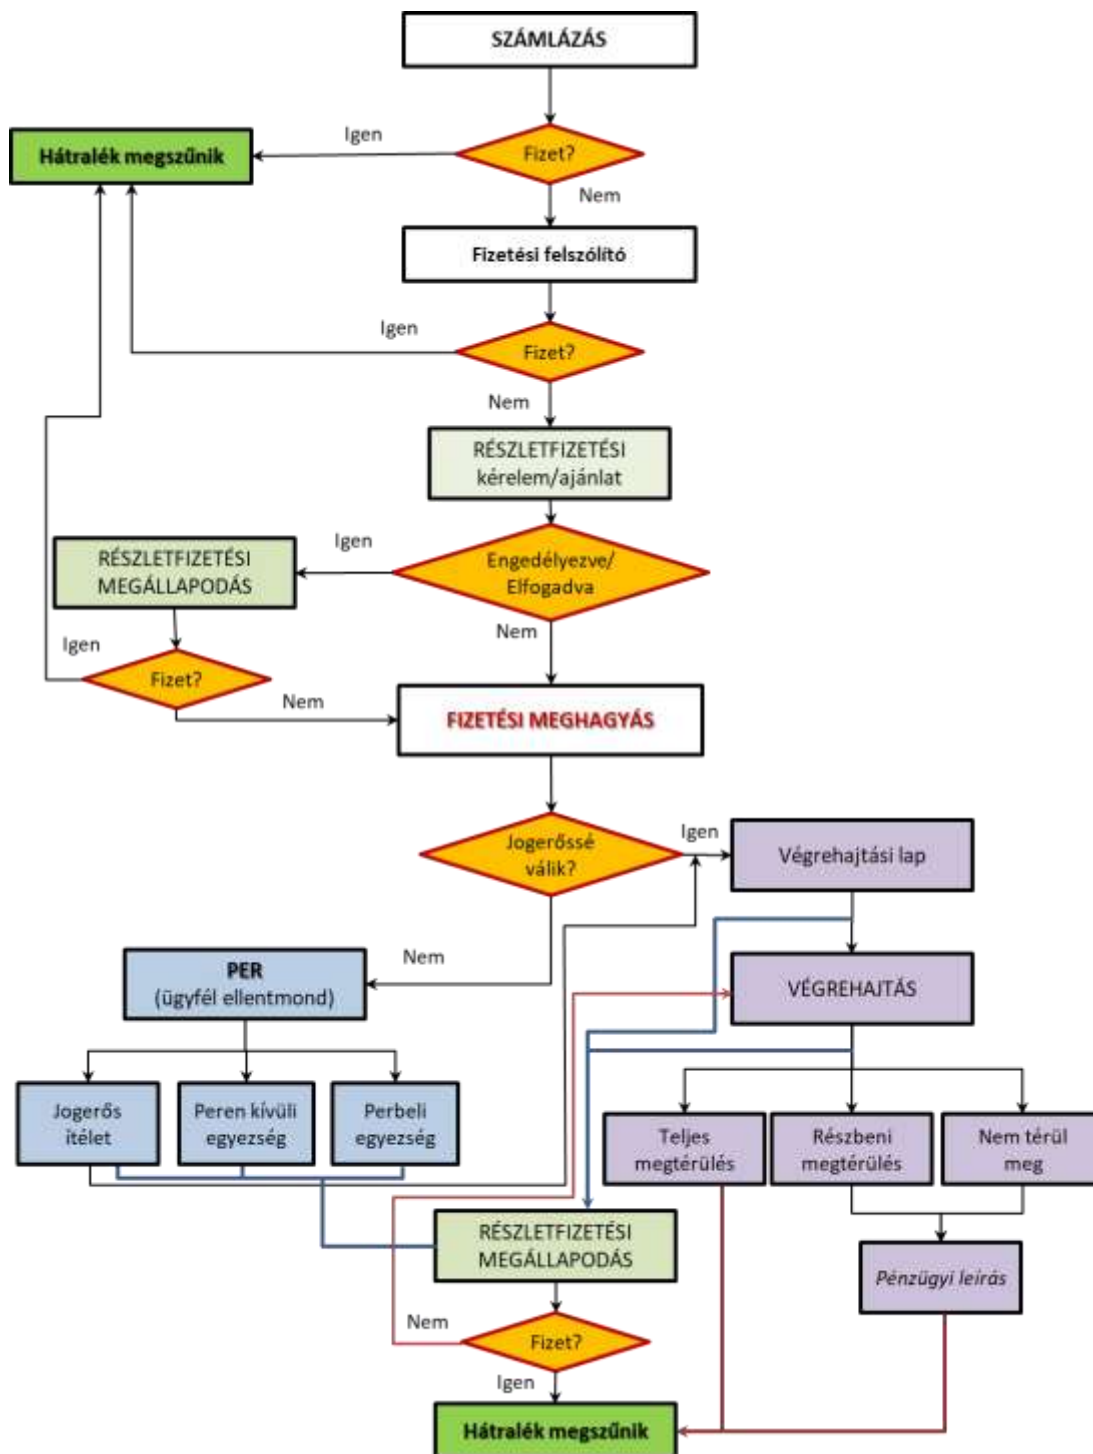 SZÁMLÁZÁS
Igen
Hátralék megszűnik
Fizet?
Nem
Fizetési felszólító
Igen
Fizet?
Nem
RÉSZLETFIZETÉSI
kérelem/ajánlat
Igen
RÉSZLETFIZETÉSI
MEGÁLLAPODÁS
Engedélyezve/
Elfogadva
Nem
Igen
Fizet?
Nem
FIZETÉSI MEGHAGYÁS
Igen
Jogerőssé
válik?
Végrehajtási lap
Nem
PER
(ügyfél ellentmond)
VÉGREHAJTÁS
Jogerős
ítélet
Peren kívüli
egyezség
Perbeli
egyezség
Teljes
megtérülés
Részbeni
megtérülés
Nem térül
meg
RÉSZLETFIZETÉSI
MEGÁLLAPODÁS
Pénzügyi leírás
Nem
Fizet?
Igen
Hátralék megszűnik